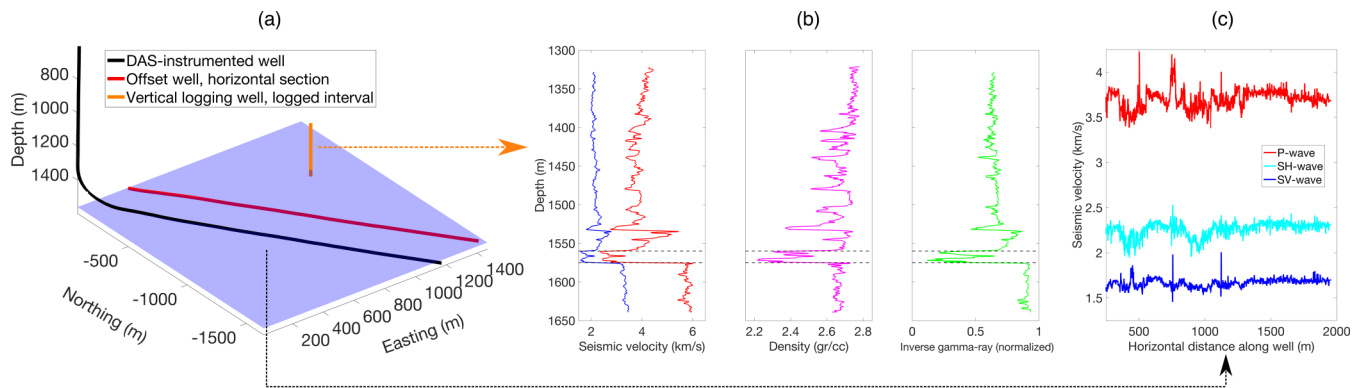 (a)
DAS-instrumented well
Offset well, horizontal section
Vertical logging well, logged interval
Depth (m)
800
1000
1200
1400
-500
-1000
-1500
Northing (m)
200
400
600
800
1000
1200
1400
Easting (m)
(b)
Depth (m)
1300
1350
1400
1450
1500
1550
1600
1650
2
4
6
Seismic velocity (km/s)
2.2
2.4
2.6
2.8
Density (gr/cc)
0
0.5
1
Inverse gamma-ray (normalized)
(c)
Seismic velocity (km/s)
4
3.5
3
2.5
2
1.5
P-wave
SH-wave
SV-wave
500
1000
1500
2000
Horizontal distance along well (m)